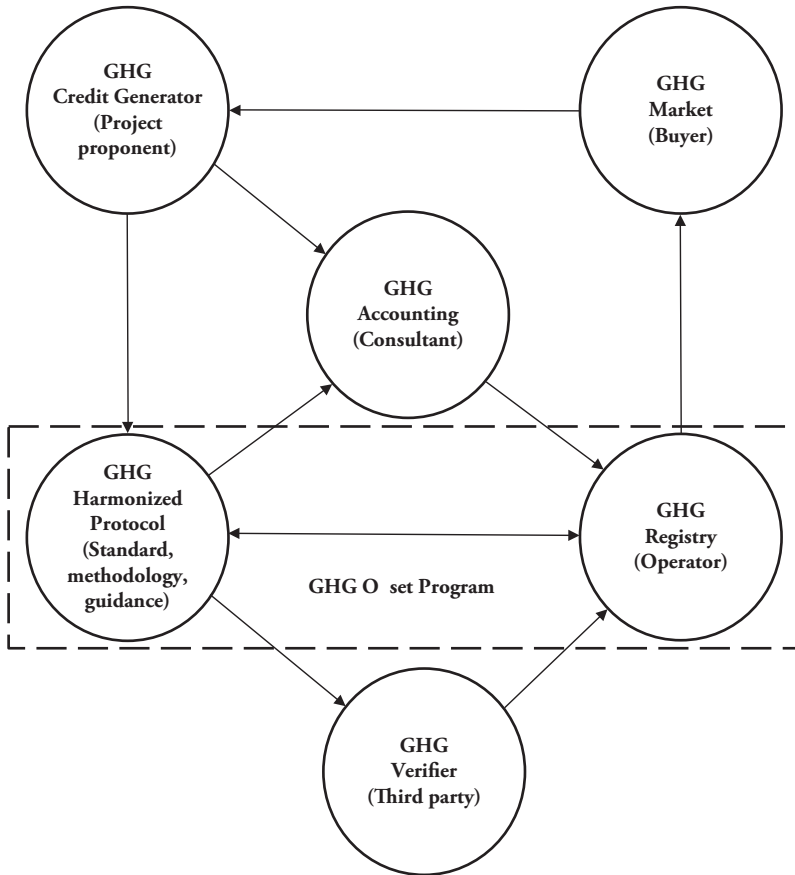 GHG
Credit Generator
(Project
proponent)
GHG
Market
(Buyer)
GHG
Accounting
(Consultant)
GHG
Harmonized
Protocol
(Standard,
methodology,
guidance)
GHG O set Program
GHG
Registry
(Operator)
GHG
Verifier
(Third party)